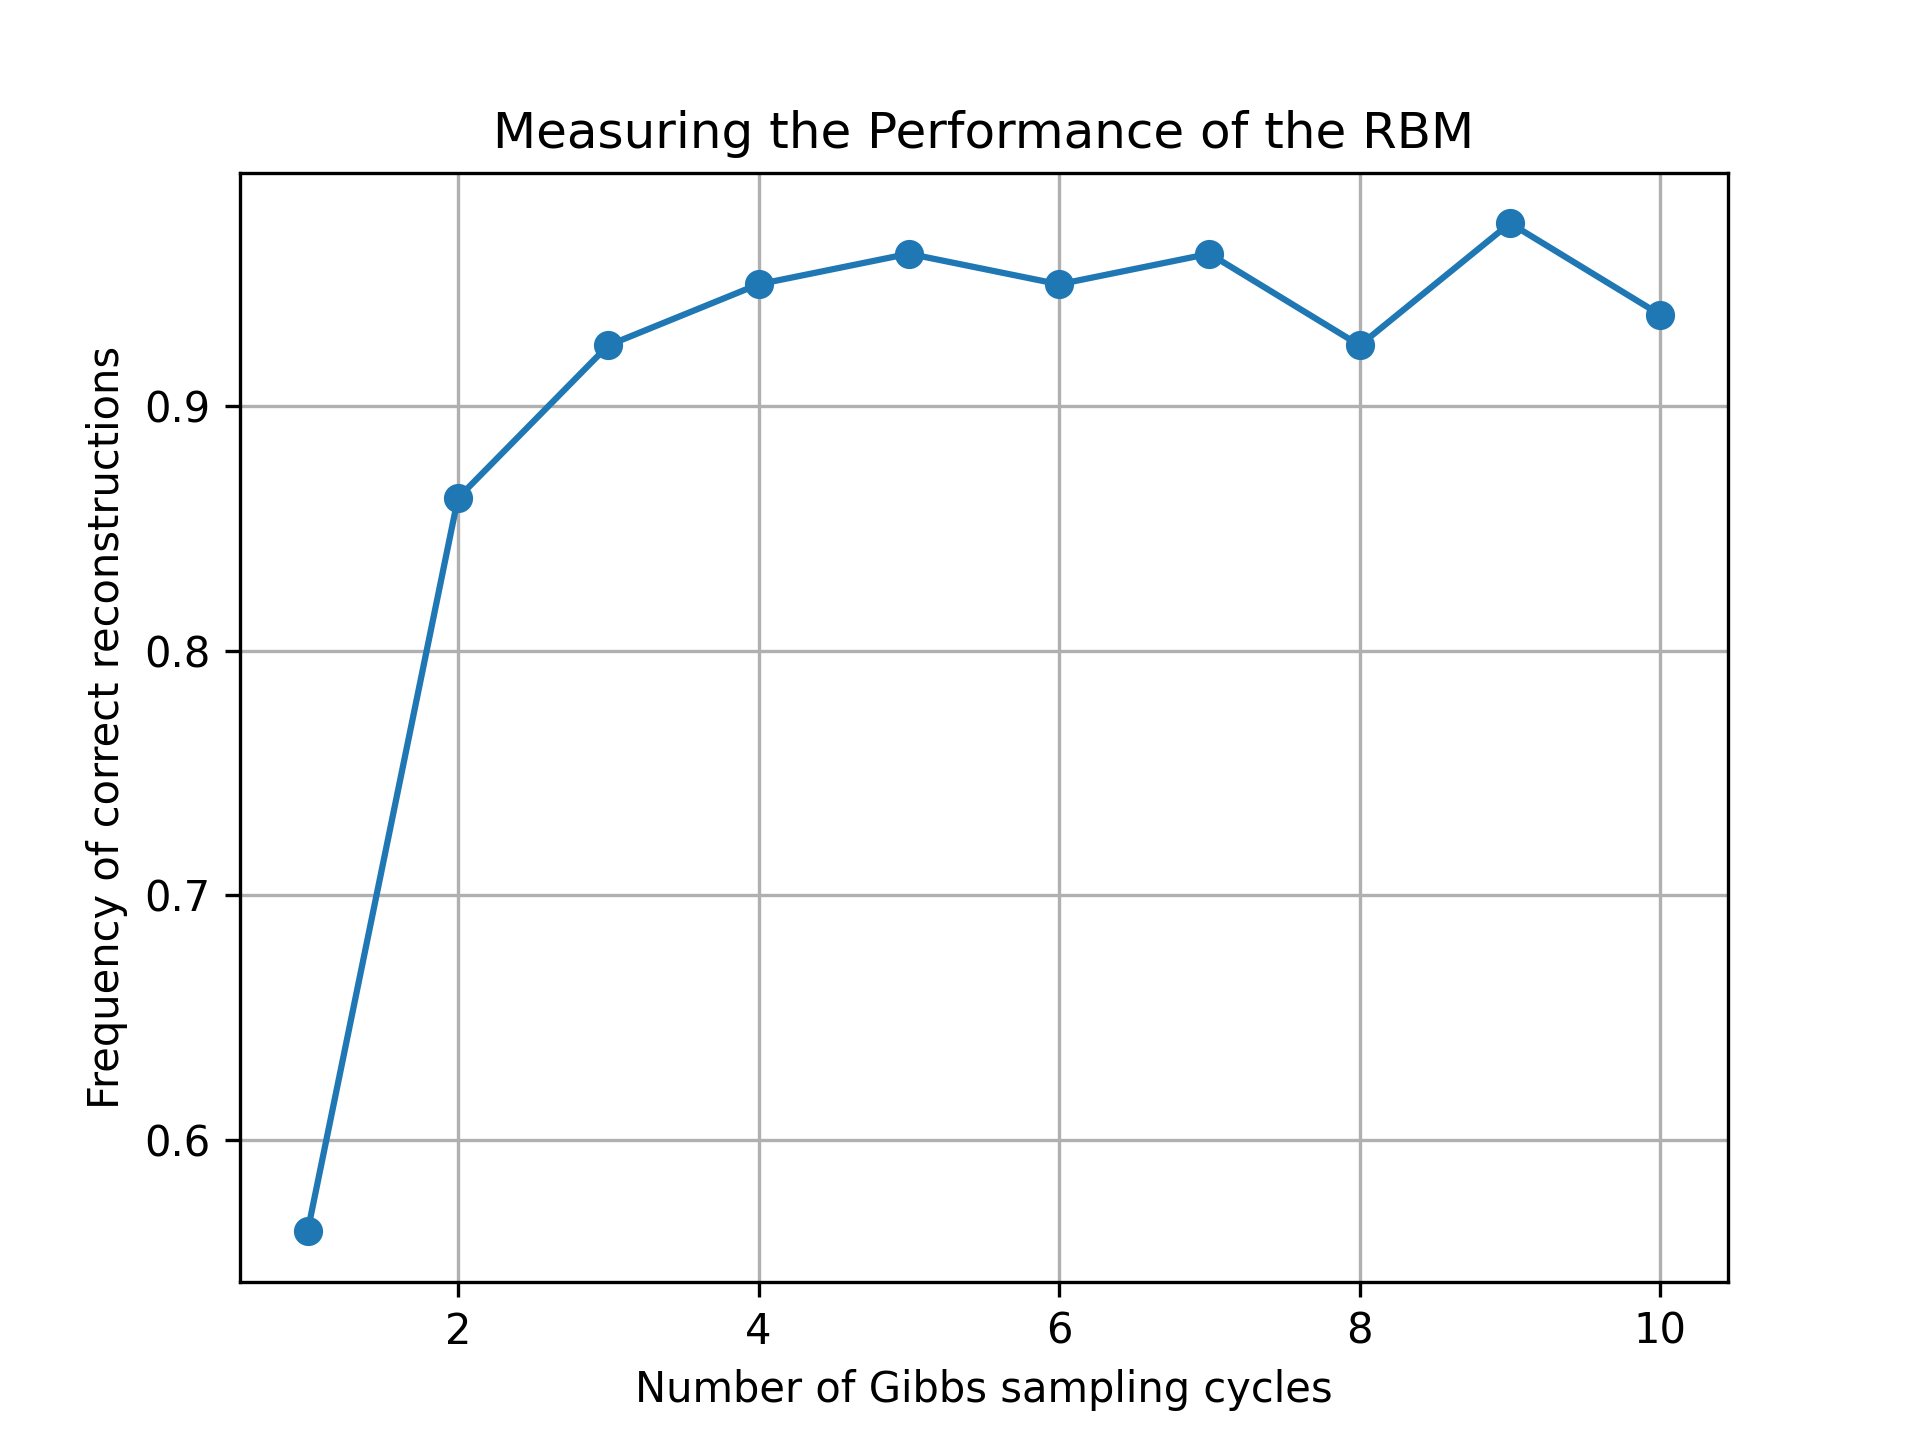 Measuring the Performance of the RBM
Frequency of correct reconstructions
0.9
0.8
0.7
0.6
2 4 6 8 10
Number of Gibbs sampling cycles